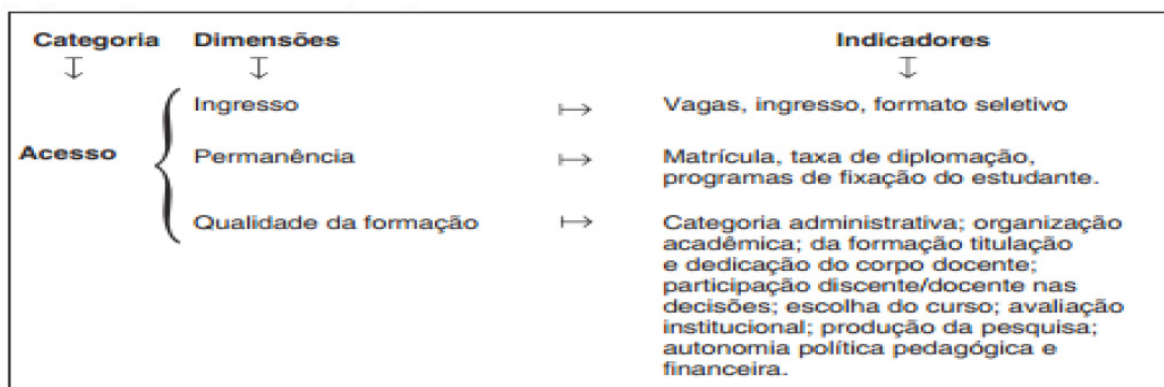 Categoria Dimensões Indicadores
Ingresso Vagas, ingresso, formato seletivo
Acesso Permanência Matrícula, taxa de diplomação,
programas de fixação do estudante.
Qualidade da formação Categoria administrativa; organização
acadêmica; da formação titulação
e dedicação do corpo docente;
participação discente/docente nas
decisões; escolha do curso; avaliação
institucional; produção da pesquisa;
autonomia política pedagógica e
financeira.